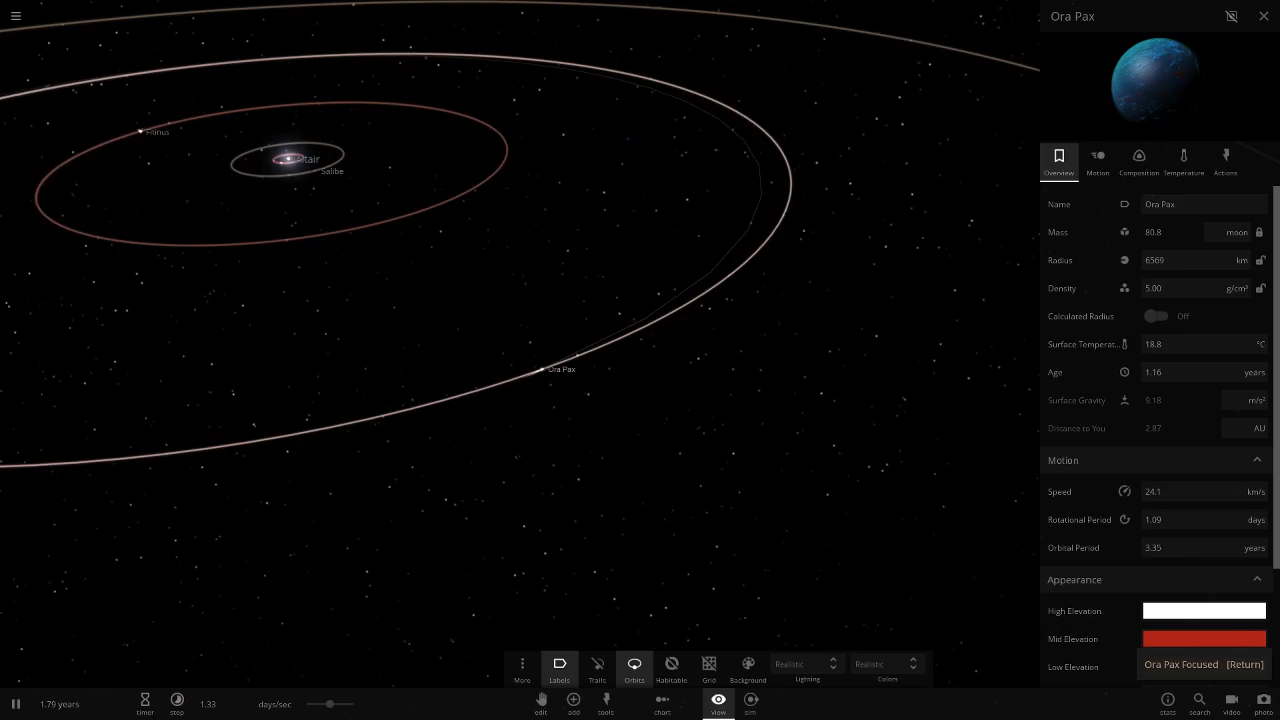 Ora Pax
Fitinus
Altair
Salibe
Ora Pax
Overview Motion Composition Temperature Actions
Name Ora Pax
Mass 80.8 moon
Radius 6569 km
Density 5.00 g/cm³
Calculated Radius Off
Surface Temperat... 18.8 °C
Age 1.16 years
Surface Gravity 9.18 m/s²
Distance to You 2.87 AU
Motion
Speed 24.1 km/s
Rotational Period 1.09 days
Orbital Period 3.35 years
Appearance
High Elevation
Mid Elevation
Low Elevation
Ora Pax Focused [Return]
More Labels Trails Orbits Habitable Grid Background
Realistic Realistic
Lighting Colors
1.79 years timer step 1.33 days/sec edit add tools chart view sim stats search video photo